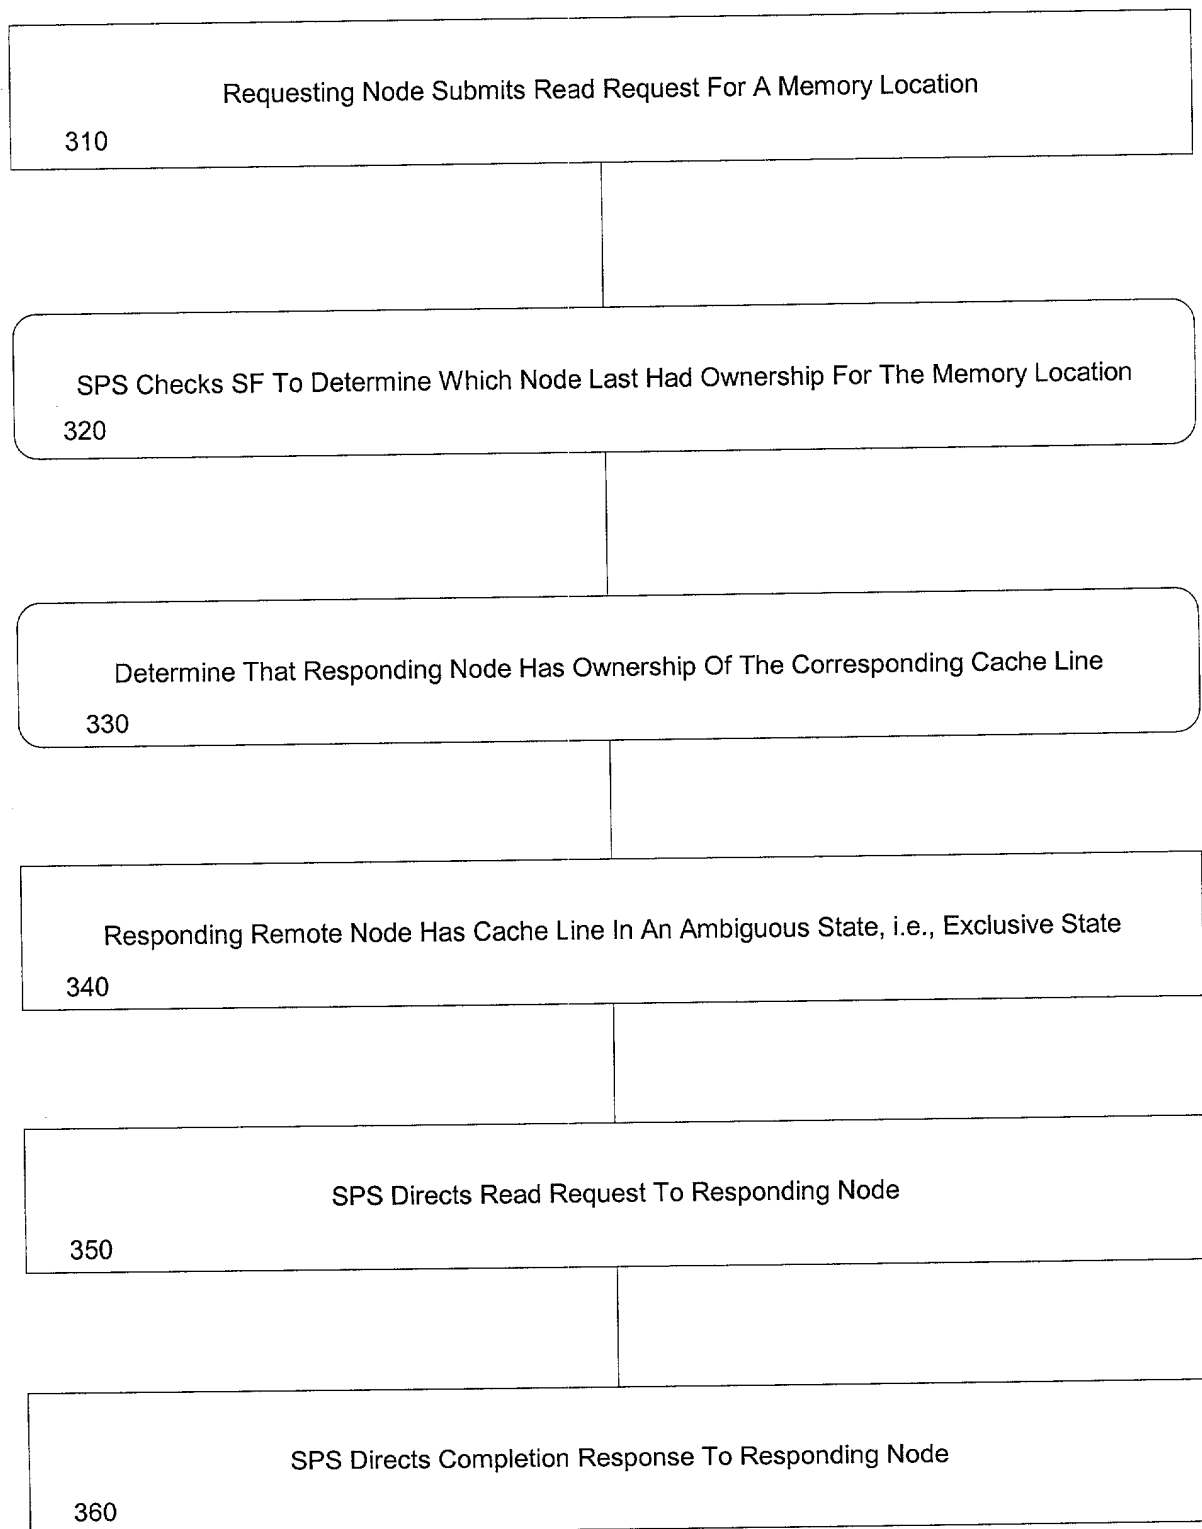 Requesting Node Submits Read Request For A Memory Location
310
SPS Checks SF To Determine Which Node Last Had Ownership For The Memory Location
320
Determine That Responding Node Has Ownership Of The Corresponding Cache Line
330
Responding Remote Node Has Cache Line In An Ambiguous State, i.e., Exclusive State
340
SPS Directs Read Request To Responding Node
350
SPS Directs Completion Response To Responding Node
360